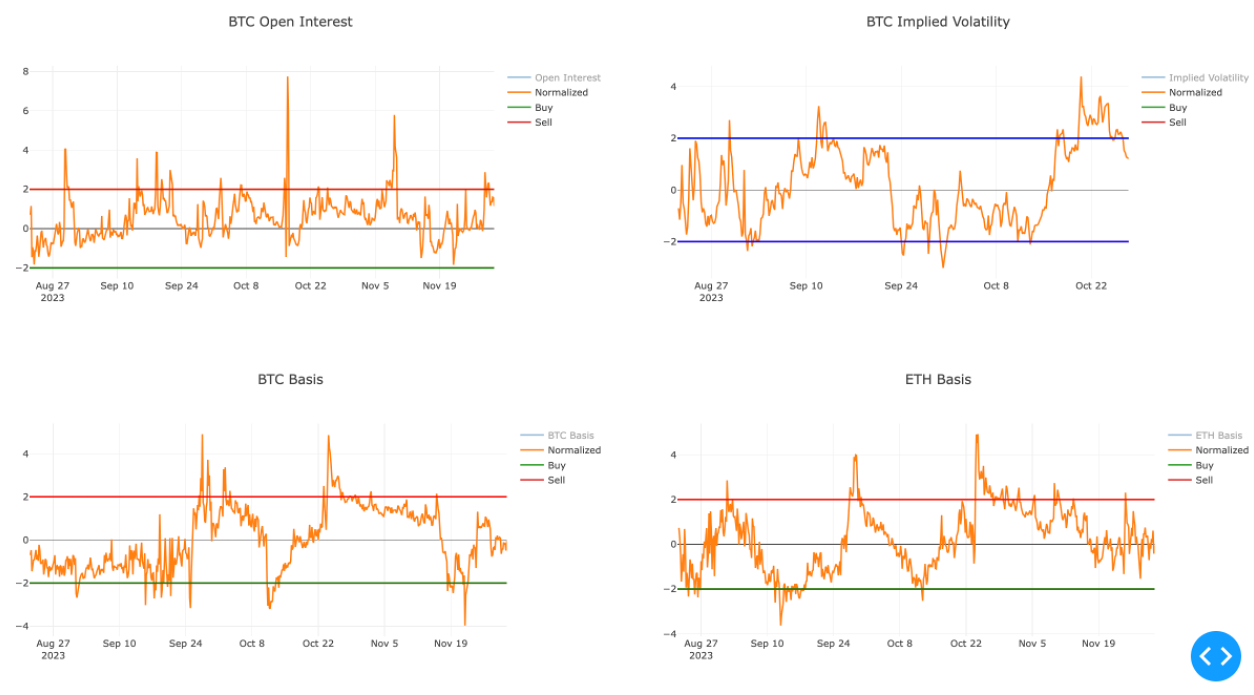 BTC Open Interest
8
6
4
2
0
−2
Aug 27
2023
Sep 10
Sep 24
Oct 8
Oct 22
Nov 5
Nov 19
Open Interest
Normalized
Buy
Sell
BTC Implied Volatility
4
2
0
−2
Aug 27
2023
Sep 10
Sep 24
Oct 8
Oct 22
Implied Volatility
Normalized
Buy
Sell
BTC Basis
4
2
0
−2
−4
Aug 27
2023
Sep 10
Sep 24
Oct 8
Oct 22
Nov 5
Nov 19
BTC Basis
Normalized
Buy
Sell
ETH Basis
4
2
0
−2
−4
Aug 27
2023
Sep 10
Sep 24
Oct 8
Oct 22
Nov 5
Nov 19
ETH Basis
Normalized
Buy
Sell